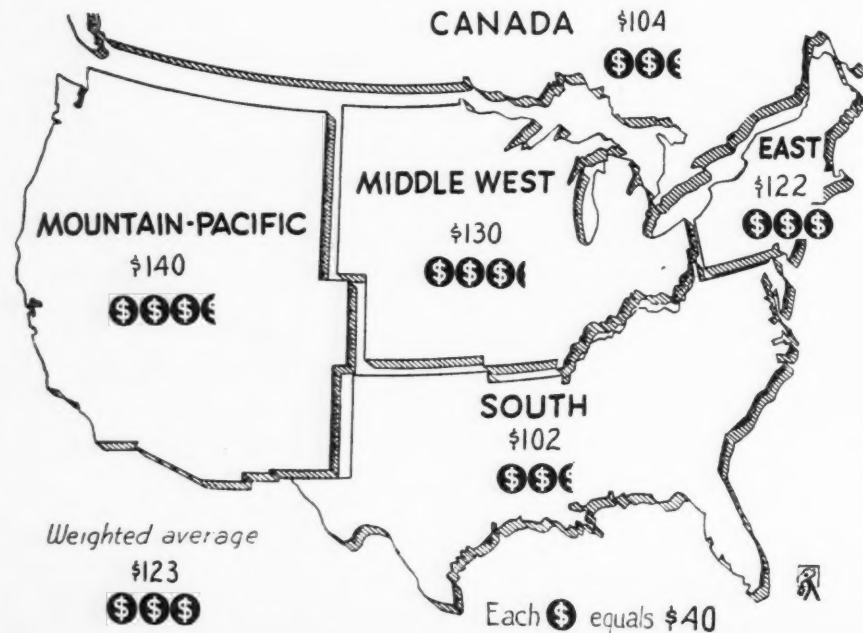 CANADA $104
EAST
$122
MIDDLE WEST
$130
MOUNTAIN-PACIFIC
$140
SOUTH
$102
Weighted average
$123
Each $ equals $40